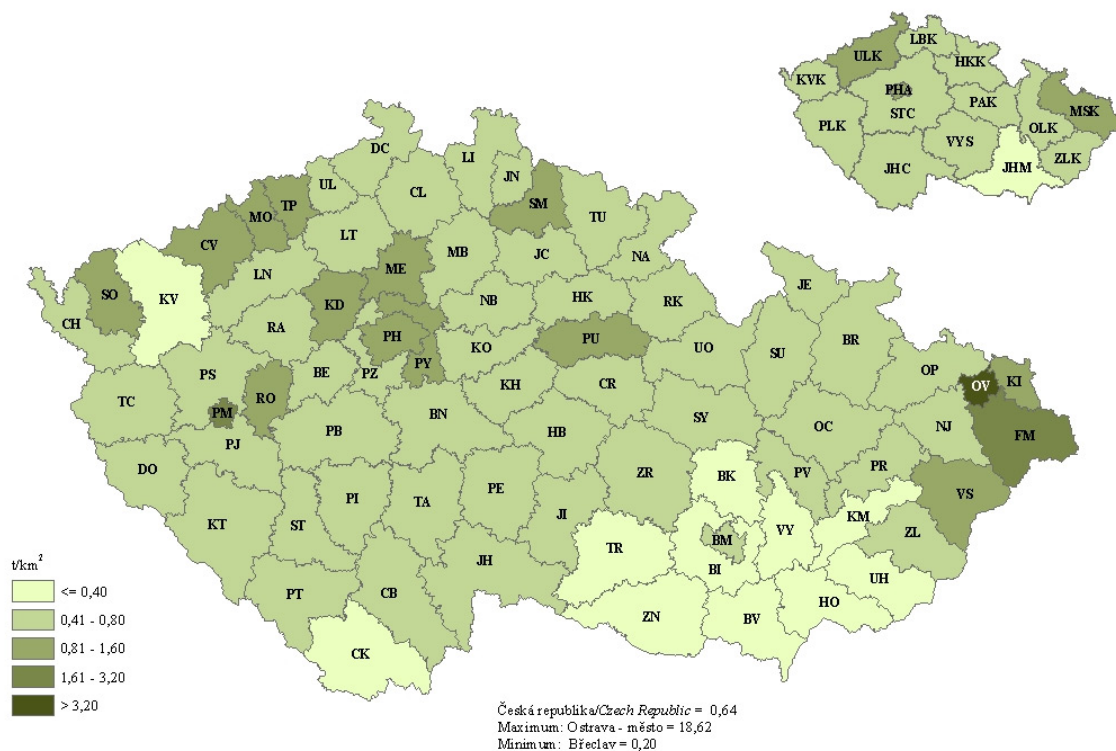 LBK
ULK
HKK
KVK
PHA
PAK
MSK
STC
PLK
OLK
VYS
ZLK
JHC
JHM
DC
LI
JN
UL
CL
TP
MO
SM
TU
CV
LT
MB
JC
NA
ME
LN
SO
KV
KD
NB
HK
RK
JE
CH
RA
PH
PU
BR
KO
UO
SU
PY
PS
BE
PZ
OP
OV
KI
TC
RO
KH
CR
PM
BN
SY
OC
NJ
FM
PB
HB
PJ
DO
ZR
BK
PV
PR
VS
PI
TA
PE
KT
ST
JI
KM
VY
ZL
BM
TR
BI
JH
UH
PT
CB
HO
ZN
BV
CK
t/km²
<= 0,40
0,41 - 0,80
0,81 - 1,60
1,61 - 3,20
> 3,20
Česká republika/Czech Republic = 0,64
Maximum: Ostrava - město = 18,62
Minimum: Břeclav = 0,20